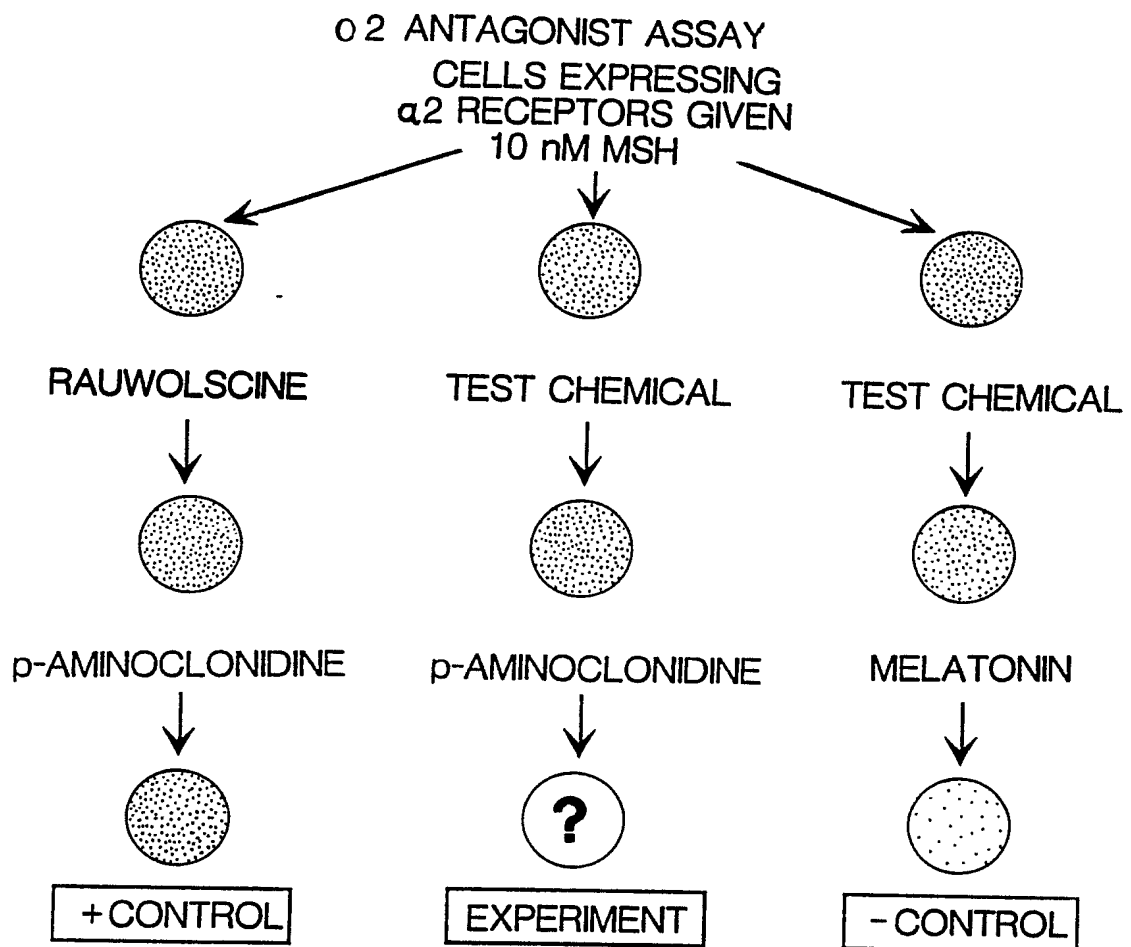 o 2 ANTAGONIST ASSAY
CELLS EXPRESSING
α2 RECEPTORS GIVEN
10 nM MSH
RAUWOLSCINE
TEST CHEMICAL
TEST CHEMICAL
p-AMINOCLONIDINE
p-AMINOCLONIDINE
MELATONIN
?
+CONTROL
EXPERIMENT
-CONTROL